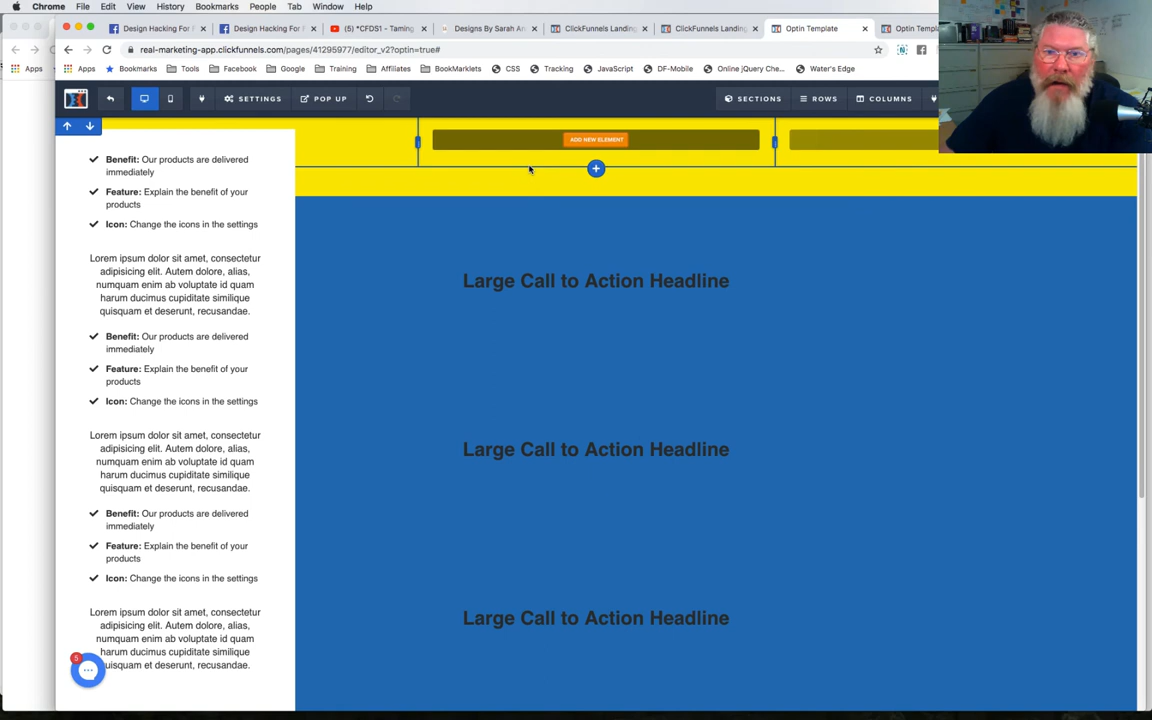 Chrome File Edit View History Bookmarks People Tab Window Help
Design Hacking For F
Design Hacking For F
(5) *CFDS1 - Taming
Designs By Sarah An
ClickFunnels Landing
ClickFunnels Landing
Optin Template
Optin Temp
real-marketing-app.clickfunnels.com/pages/41295977/editor_v2?optin=true#
Apps
Apps Bookmarks Tools Facebook Google Training Affiliates BookMarklets CSS Tracking JavaScript DF-Mobile Online jQuery Che... Water's Edge
SETTINGS POP UP SECTIONS ROWS COLUMNS
ADD NEW ELEMENT
Benefit: Our products are delivered
immediately
Feature: Explain the benefit of your
products
Icon: Change the icons in the settings
Lorem ipsum dolor sit amet, consectetur
adipisicing elit. Autem dolore, alias,
numquam enim ab voluptate id quam
harum ducimus cupiditate similique
quisquam et deserunt, recusandae.
Benefit: Our products are delivered
immediately
Feature: Explain the benefit of your
products
Icon: Change the icons in the settings
Lorem ipsum dolor sit amet, consectetur
adipisicing elit. Autem dolore, alias,
numquam enim ab voluptate id quam
harum ducimus cupiditate similique
quisquam et deserunt, recusandae.
Benefit: Our products are delivered
immediately
Feature: Explain the benefit of your
products
Icon: Change the icons in the settings
Lorem ipsum dolor sit amet, consectetur
adipisicing elit. Autem dolore, alias,
numquam enim ab voluptate id quam
harum ducimus cupiditate similique
quisquam et deserunt, recusandae.
5
Large Call to Action Headline
Large Call to Action Headline
Large Call to Action Headline